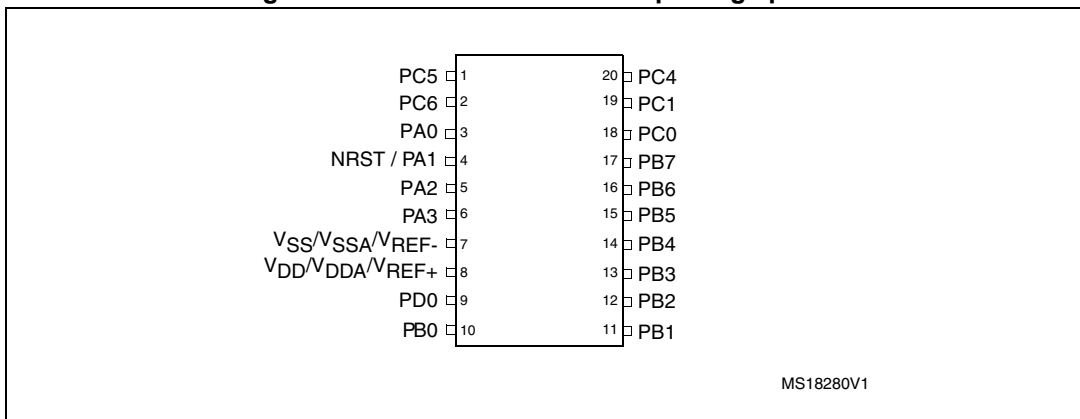 PC5 1 20 PC4
PC6 2 19 PC1
PA0 3 18 PC0
NRST / PA1 4 17 PB7
PA2 5 16 PB6
PA3 6 15 PB5
VSS/VSSA/VREF- 7 14 PB4
VDD/VDDA/VREF+ 8 13 PB3
PD0 9 12 PB2
PB0 10 11 PB1
MS18280V1